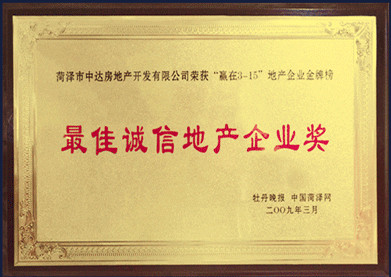 菏泽市中达房地产开发有限公司荣获“赢在3-15”地产企业金牌榜
最佳诚信地产企业奖
牡丹晚报 中国菏泽网
二〇〇九年三月